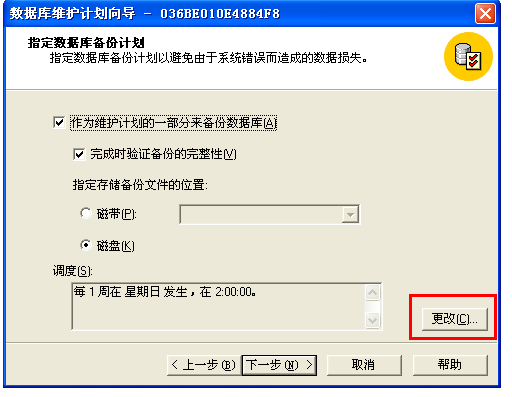 数据库维护计划向导 - 036BE010E4884F8
指定数据库备份计划
指定数据库备份计划以避免由于系统错误而造成的数据损失。
作为维护计划的一部分来备份数据库(A)
完成时验证备份的完整性(V)
指定存储备份文件的位置:
磁带(P):
磁盘(K)
调度(S):
每 1 周在 星期日 发生，在 2:00:00。
更改(C)...
< 上一步(B) 下一步(N) > 取消 帮助